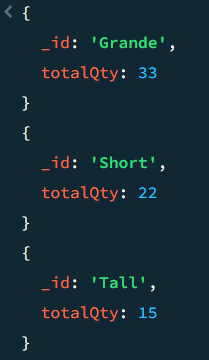 {
_id: 'Grande',
totalQty: 33
}
{
_id: 'Short',
totalQty: 22
}
{
_id: 'Tall',
totalQty: 15
}